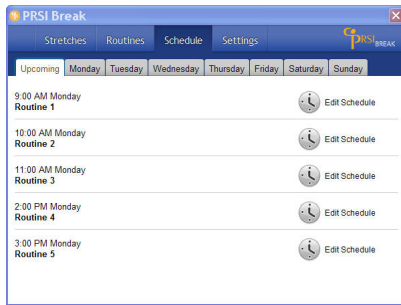 PRSI Break
Stretches Routines Schedule Settings
PRSI BREAK
Upcoming Monday Tuesday Wednesday Thursday Friday Saturday Sunday
9:00 AM Monday
Routine 1
Edit Schedule
10:00 AM Monday
Routine 2
Edit Schedule
11:00 AM Monday
Routine 3
Edit Schedule
2:00 PM Monday
Routine 4
Edit Schedule
3:00 PM Monday
Routine 5
Edit Schedule